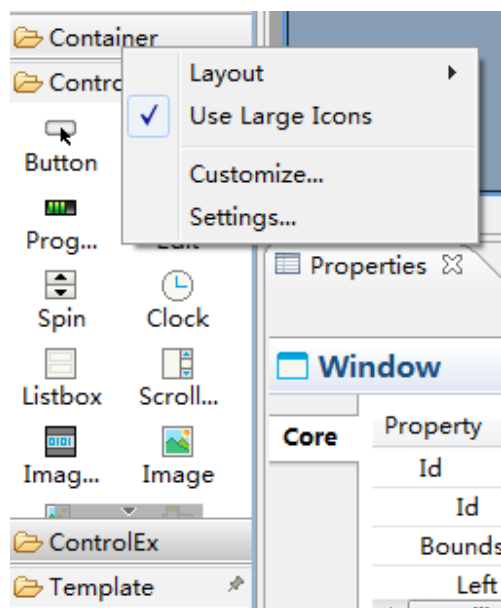 Container
Contro
Layout
Use Large Icons
Customize...
Settings...
Button
Prog...
Edit
Spin
Clock
Listbox
Scroll...
Imag...
Image
ControlEx
Template
Properties
Window
Core
Property
Id
Id
Bounds
Left